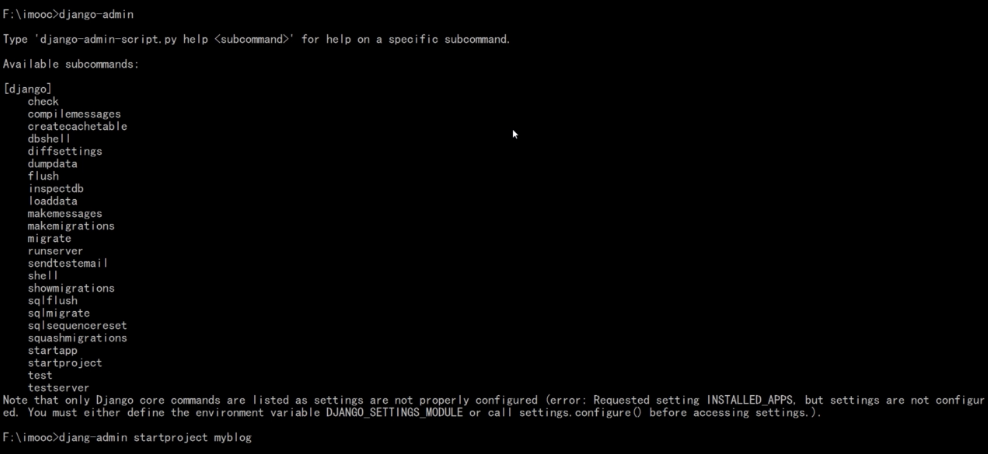 F:\imooc>django-admin
Type 'django-admin-script.py help <subcommand>' for help on a specific subcommand.
Available subcommands:
[django]
check
compilemessages
createcachetable
dbshell
diffsettings
dumpdata
flush
inspectdb
loaddata
makemessages
makemigrations
migrate
runserver
sendtestemail
shell
showmigrations
sqlflush
sqlmigrate
sqlsequencereset
squashmigrations
startapp
startproject
test
testserver
Note that only Django core commands are listed as settings are not properly configured (error: Requested setting INSTALLED_APPS, but settings are not configur
ed. You must either define the environment variable DJANGO_SETTINGS_MODULE or call settings.configure() before accessing settings.).
F:\imooc>djang-admin startproject myblog